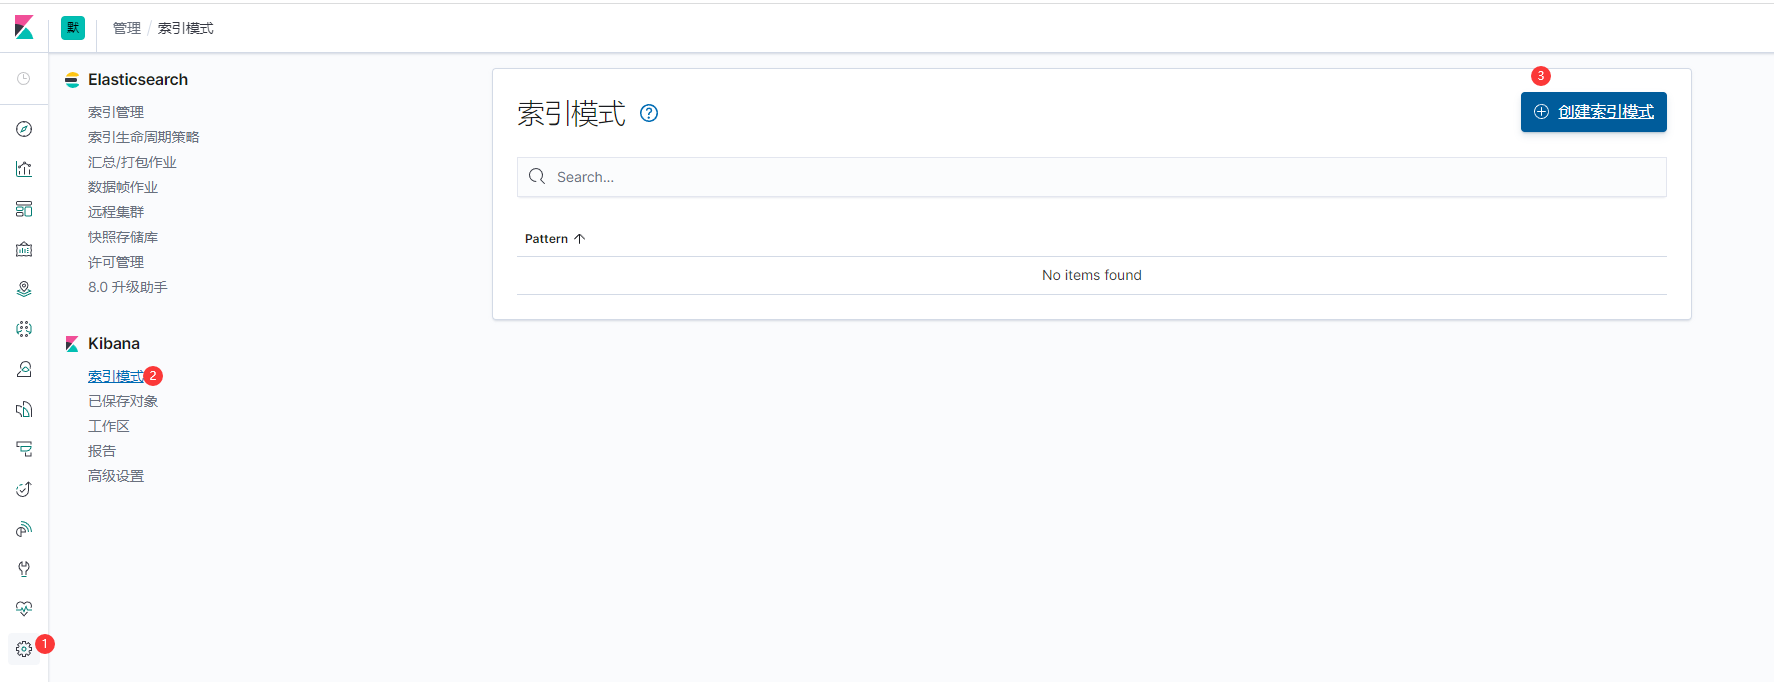 默 管理 / 索引模式
Elasticsearch
索引管理
索引生命周期策略
汇总/打包作业
数据帧作业
远程集群
快照存储库
许可管理
8.0 升级助手
Kibana
索引模式 2
已保存对象
工作区
报告
高级设置
1
3
索引模式 ?
创建索引模式
Search...
Pattern ↑
No items found